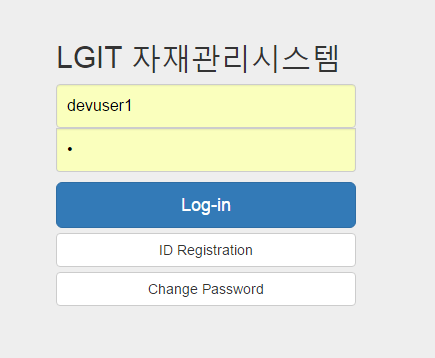 LGIT 자재관리시스템
devuser1
•
Log-in
ID Registration
Change Password